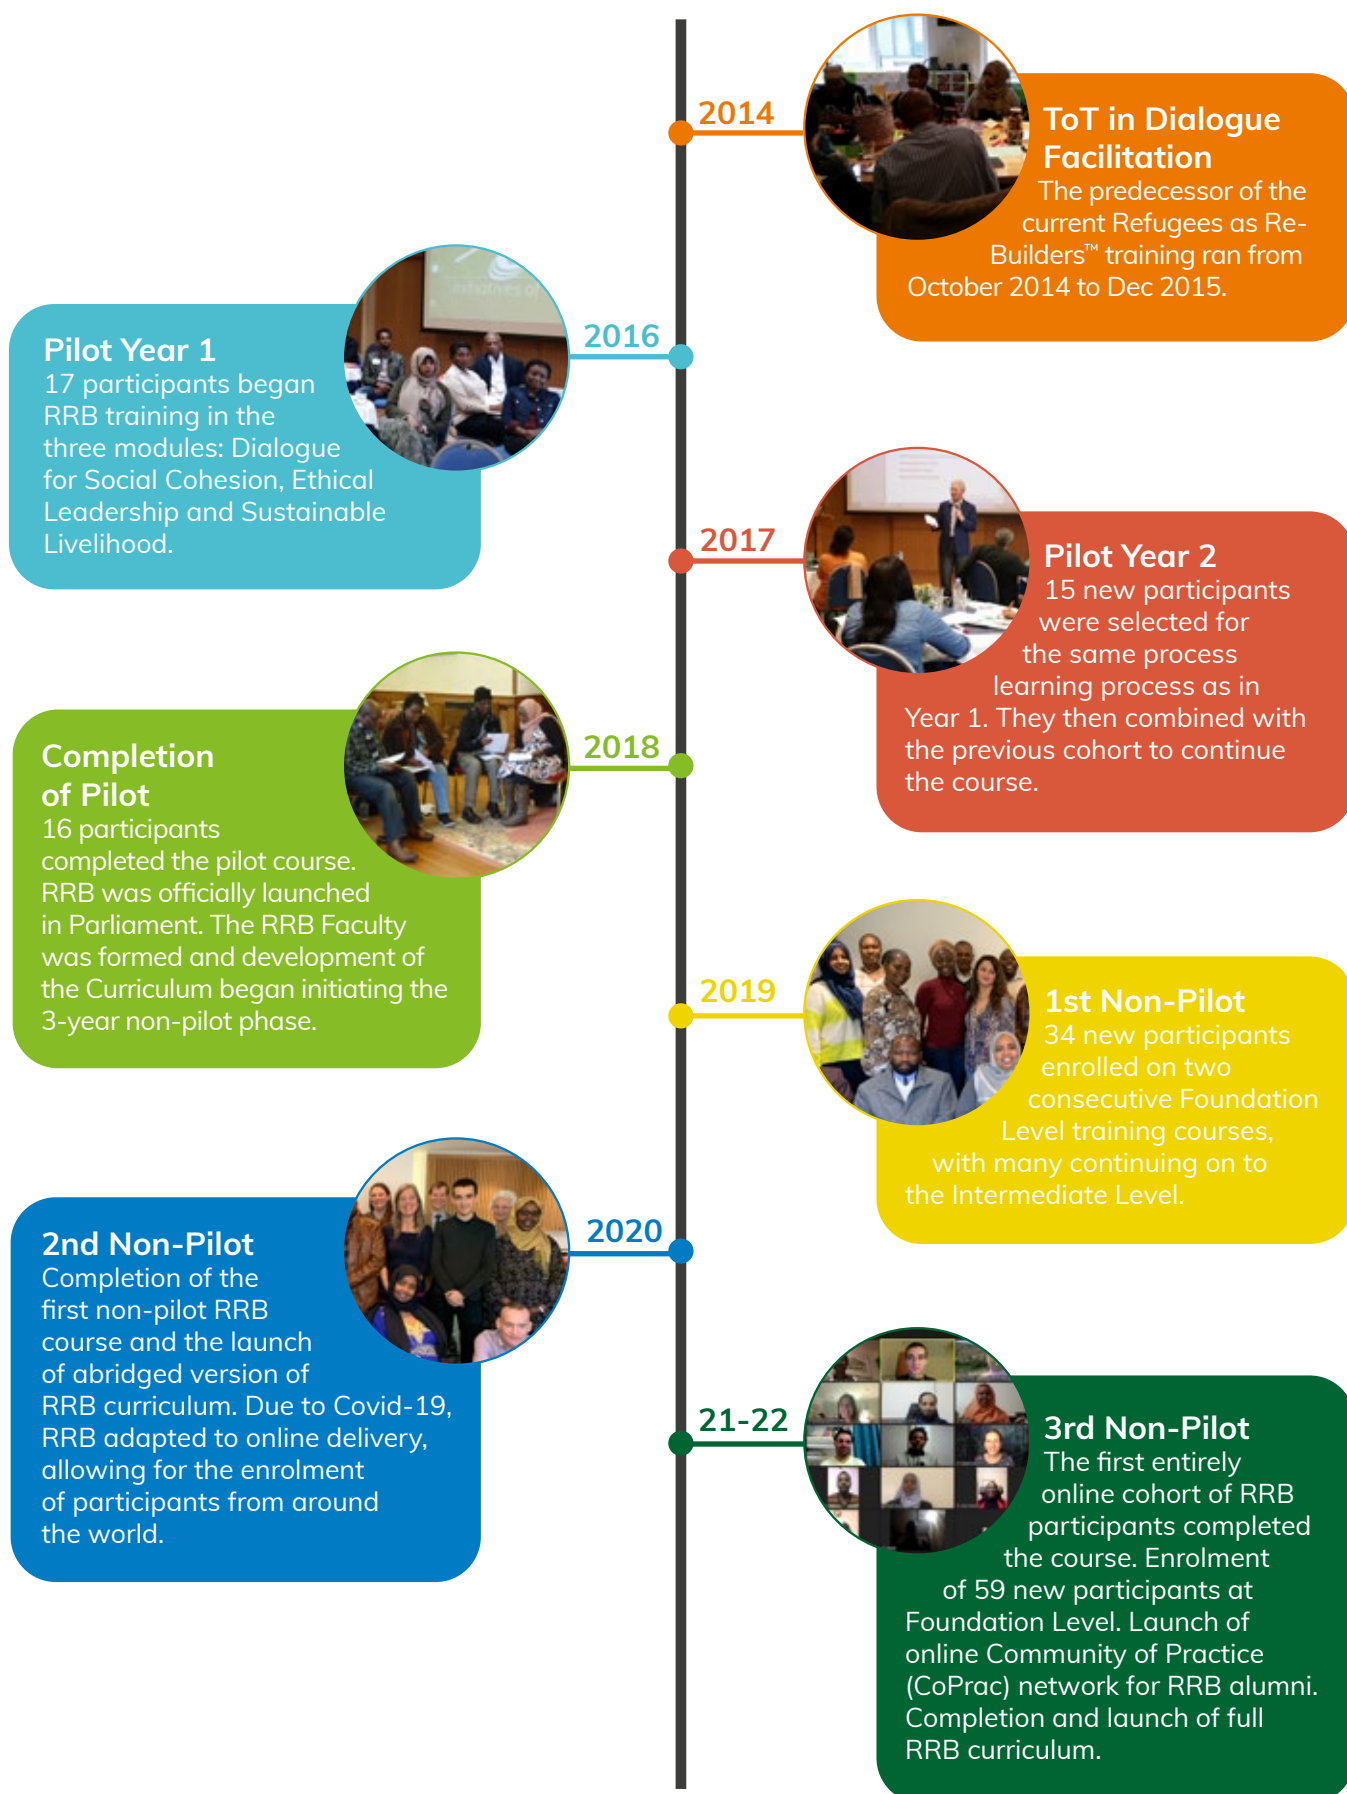 2014
ToT in Dialogue
Facilitation
The predecessor of the
current Refugees as Re-
Builders™ training ran from
October 2014 to Dec 2015.
2016
Pilot Year 1
17 participants began
RRB training in the
three modules: Dialogue
for Social Cohesion, Ethical
Leadership and Sustainable
Livelihood.
initiatives of
2017
Pilot Year 2
15 new participants
were selected for
the same process
learning process as in
Year 1. They then combined with
the previous cohort to continue
the course.
2018
Completion
of Pilot
16 participants
completed the pilot course.
RRB was officially launched
in Parliament. The RRB Faculty
was formed and development of
the Curriculum began initiating the
3-year non-pilot phase.
2019
1st Non-Pilot
34 new participants
enrolled on two
consecutive Foundation
Level training courses,
with many continuing on to
the Intermediate Level.
2020
2nd Non-Pilot
Completion of the
first non-pilot RRB
course and the launch
of abridged version of
RRB curriculum. Due to Covid-19,
RRB adapted to online delivery,
allowing for the enrolment
of participants from around
the world.
21-22
3rd Non-Pilot
The first entirely
online cohort of RRB
participants completed
the course. Enrolment
of 59 new participants at
Foundation Level. Launch of
online Community of Practice
(CoPrac) network for RRB alumni.
Completion and launch of full
RRB curriculum.